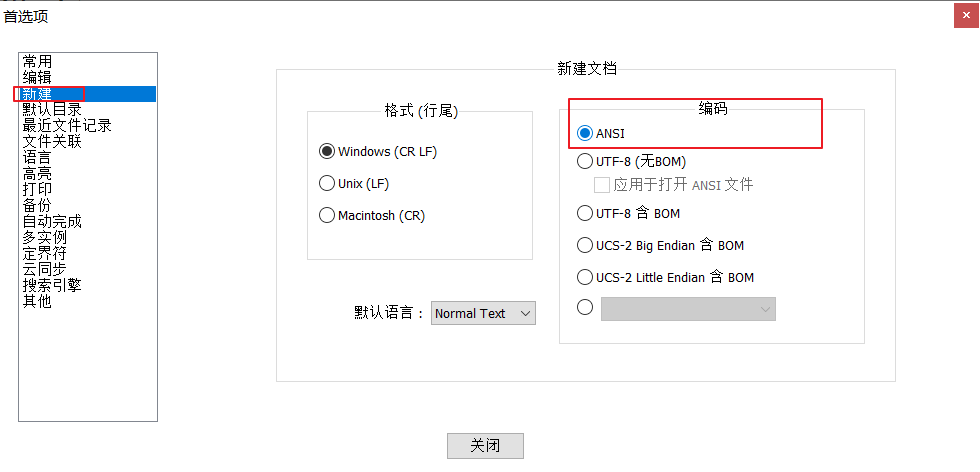 首选项
常用
编辑
新建
默认目录
最近文件记录
文件关联
语言
高亮
打印
备份
自动完成
多实例
定界符
云同步
搜索引擎
其他
新建文档
格式 (行尾)
Windows (CR LF)
Unix (LF)
Macintosh (CR)
默认语言：
Normal Text
编码
ANSI
UTF-8 (无BOM)
应用于打开 ANSI 文件
UTF-8 含 BOM
UCS-2 Big Endian 含 BOM
UCS-2 Little Endian 含 BOM
关闭